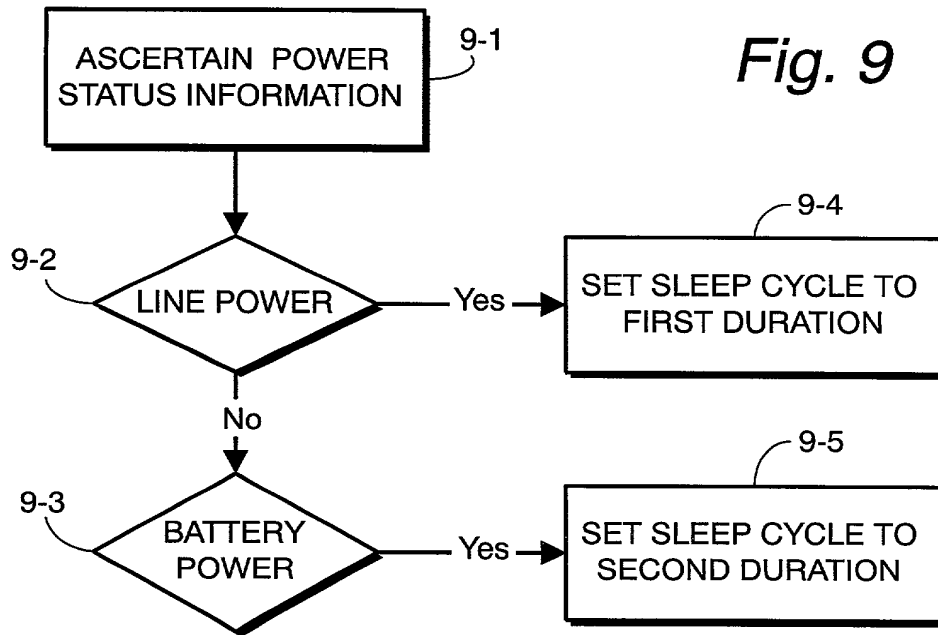 Fig. 9
ASCERTAIN POWER
STATUS INFORMATION
9-1
9-2
LINE POWER
Yes
9-4
SET SLEEP CYCLE TO
FIRST DURATION
No
9-3
BATTERY
POWER
Yes
9-5
SET SLEEP CYCLE TO
SECOND DURATION